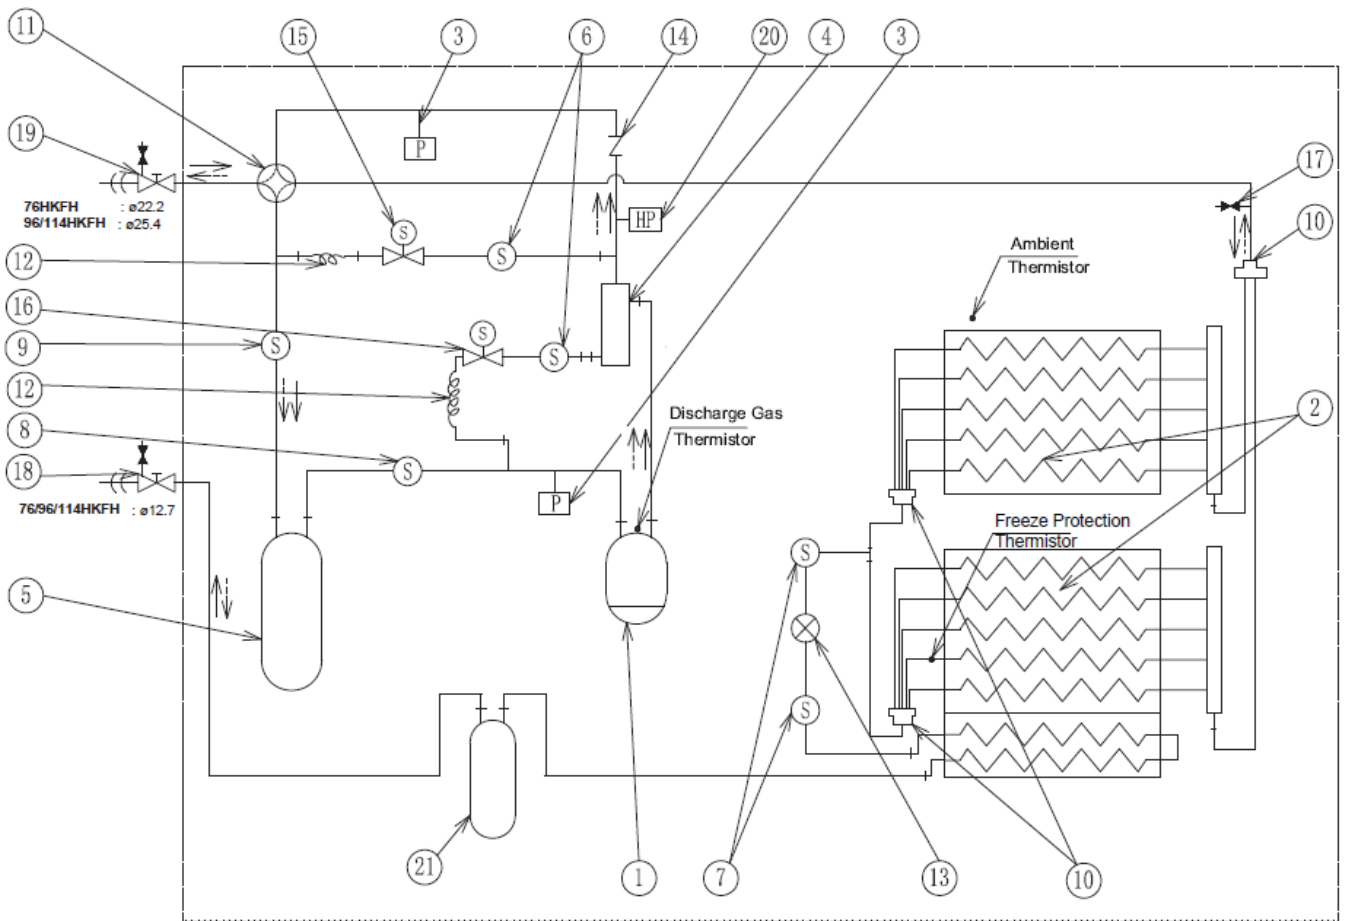 11
15
3
6
14
20
4
3
19
P
17
76HKFH : ø22.2
96/114HKFH : ø25.4
HP
10
S
12
S
Ambient
Thermistor
16
S
9
S
S
12
2
8
Discharge Gas
Thermistor
18
S
P
76/96/114HKFH : ø12.7
Freeze Protection
Thermistor
S
5
S
21
1
7
13
10